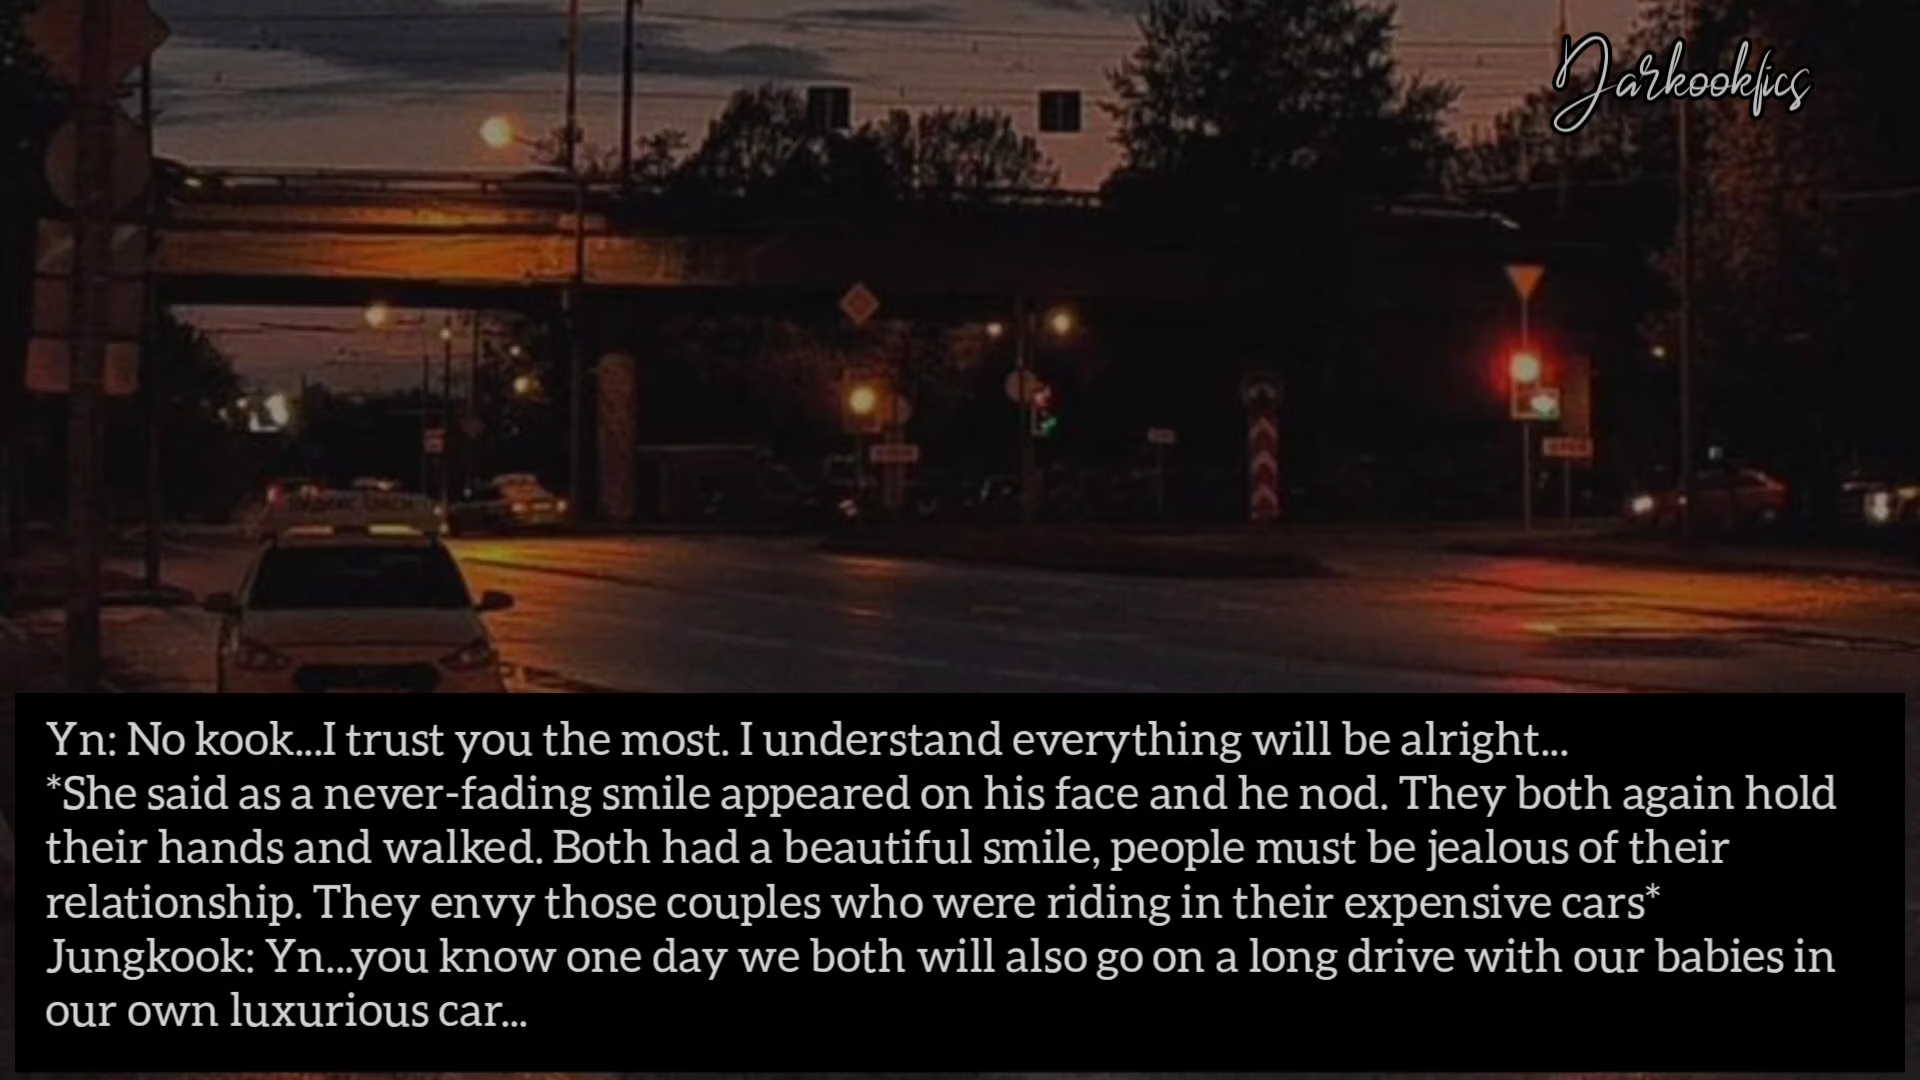 Darkookfics
Yn: No kook...I trust you the most. I understand everything will be alright...
*She said as a never-fading smile appeared on his face and he nod. They both again hold
their hands and walked. Both had a beautiful smile, people must be jealous of their
relationship. They envy those couples who were riding in their expensive cars*
Jungkook: Yn...you know one day we both will also go on a long drive with our babies in
our own luxurious car...